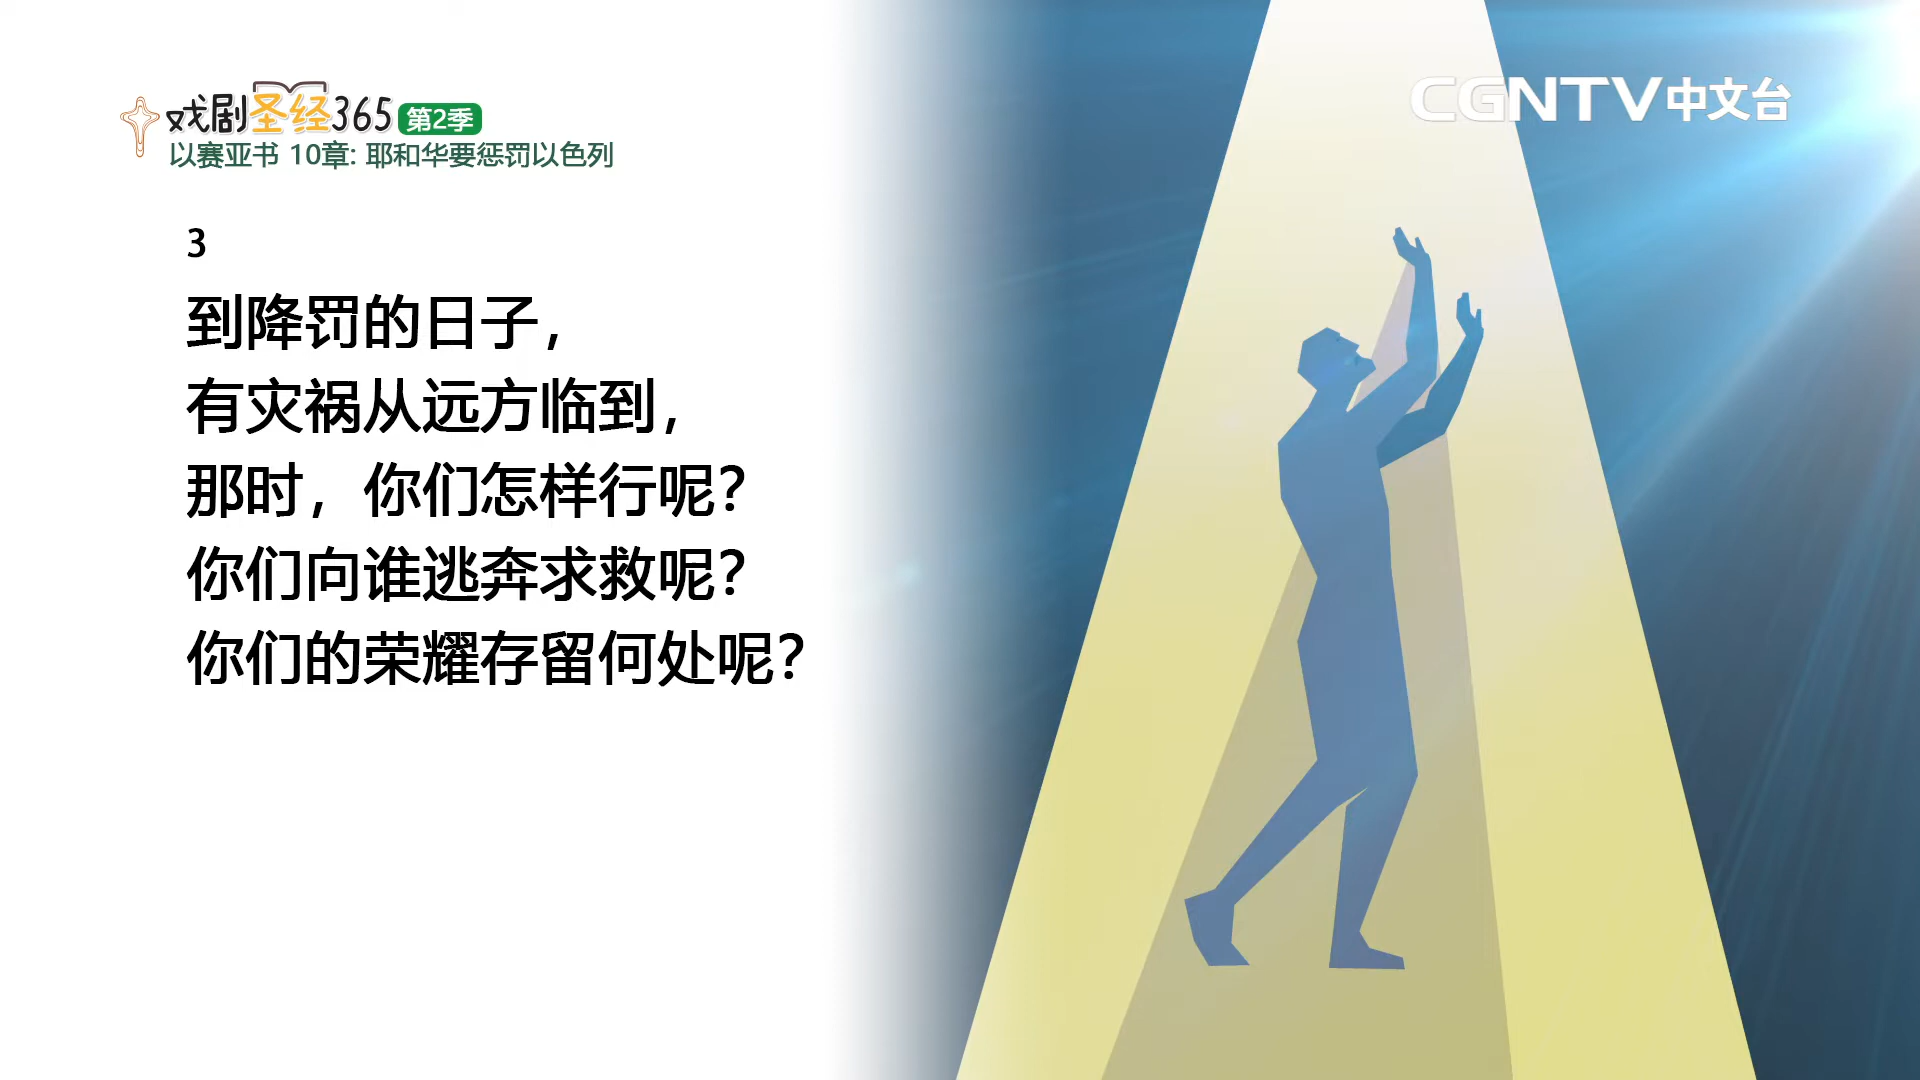 戏剧圣经365 第2季
CGNTV中文台
以赛亚书 10章: 耶和华要惩罚以色列
3
到降罚的日子，
有灾祸从远方临到，
那时，你们怎样行呢？
你们向谁逃奔求救呢？
你们的荣耀存留何处呢？